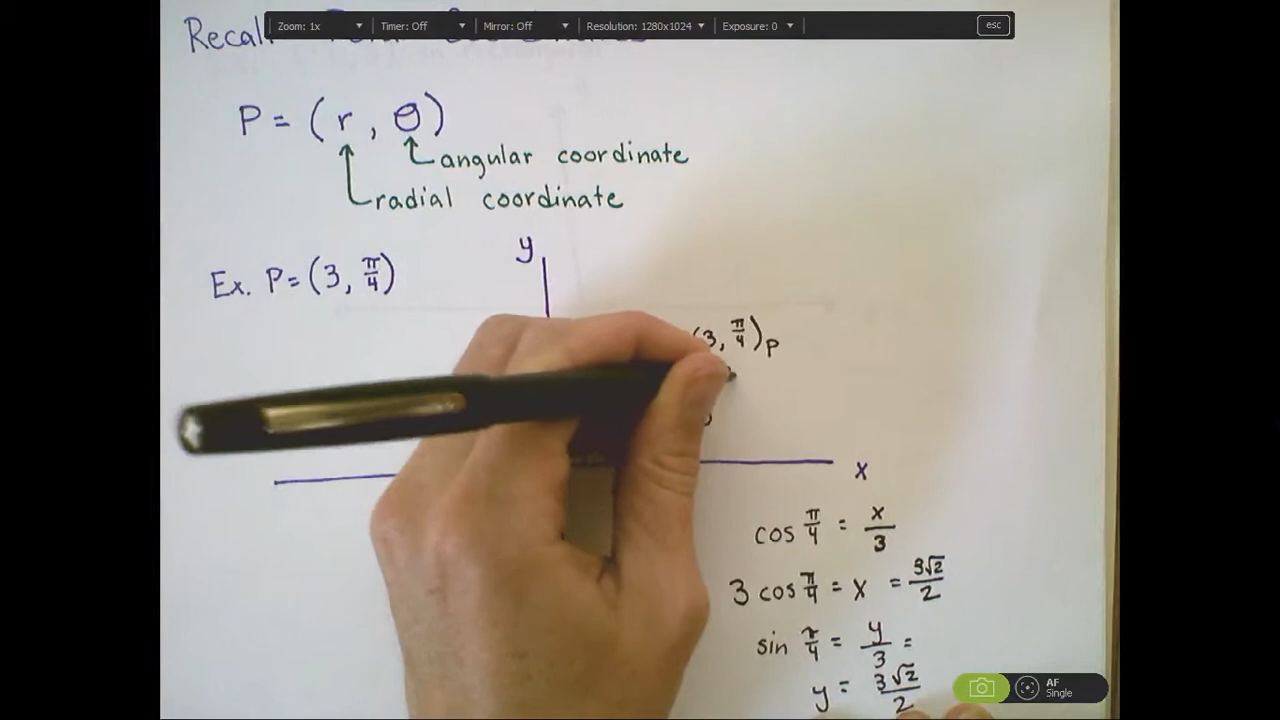 Zoom: 1x Timer: Off Mirror: Off Resolution: 1280x1024 Exposure: 0 esc
Recall
P = (r, θ)
angular coordinate
radial coordinate
y
Ex. P = (3, π/4)
(3, π/4)P
x
cos π/4 = x/3
3 cos π/4 = x = 3√2/2
sin π/4 = y/3 =
y = 3√2/2
AF
Single